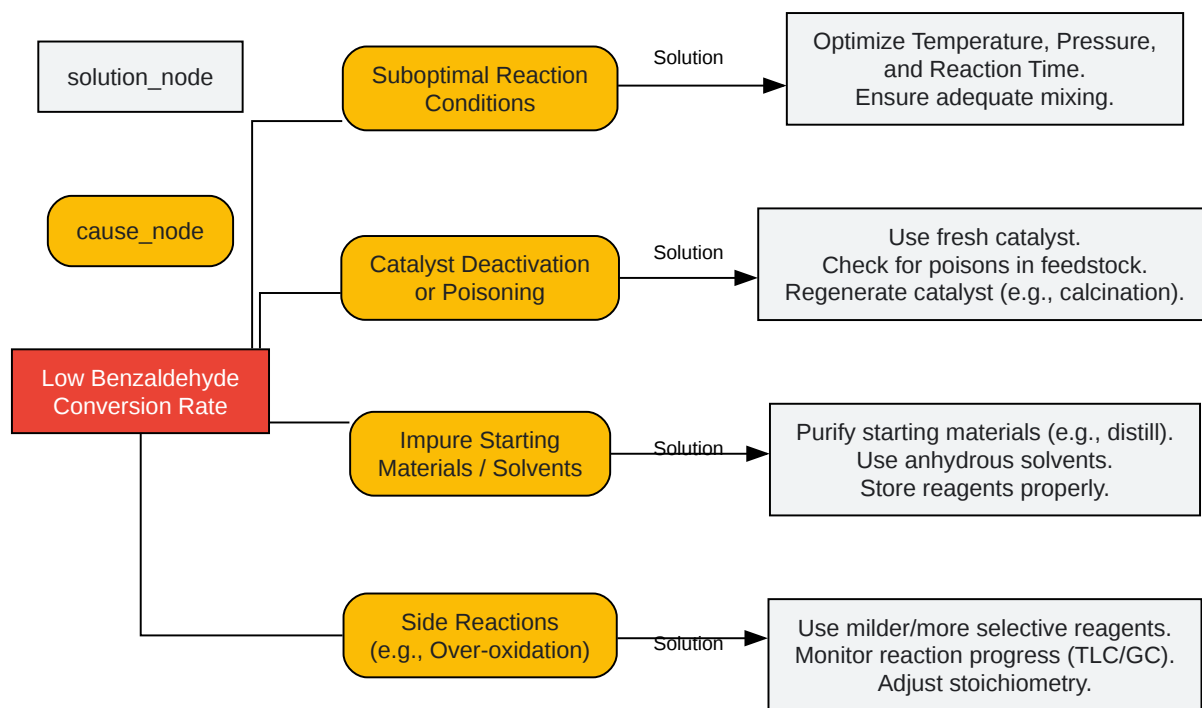 solution_node
cause_node
Low Benzaldehyde
Conversion Rate
Suboptimal Reaction
Conditions
Solution
Optimize Temperature, Pressure,
and Reaction Time.
Ensure adequate mixing.
Catalyst Deactivation
or Poisoning
Solution
Use fresh catalyst.
Check for poisons in feedstock.
Regenerate catalyst (e.g., calcination).
Impure Starting
Materials / Solvents
Solution
Purify starting materials (e.g., distill).
Use anhydrous solvents.
Store reagents properly.
Side Reactions
(e.g., Over-oxidation)
Solution
Use milder/more selective reagents.
Monitor reaction progress (TLC/GC).
Adjust stoichiometry.